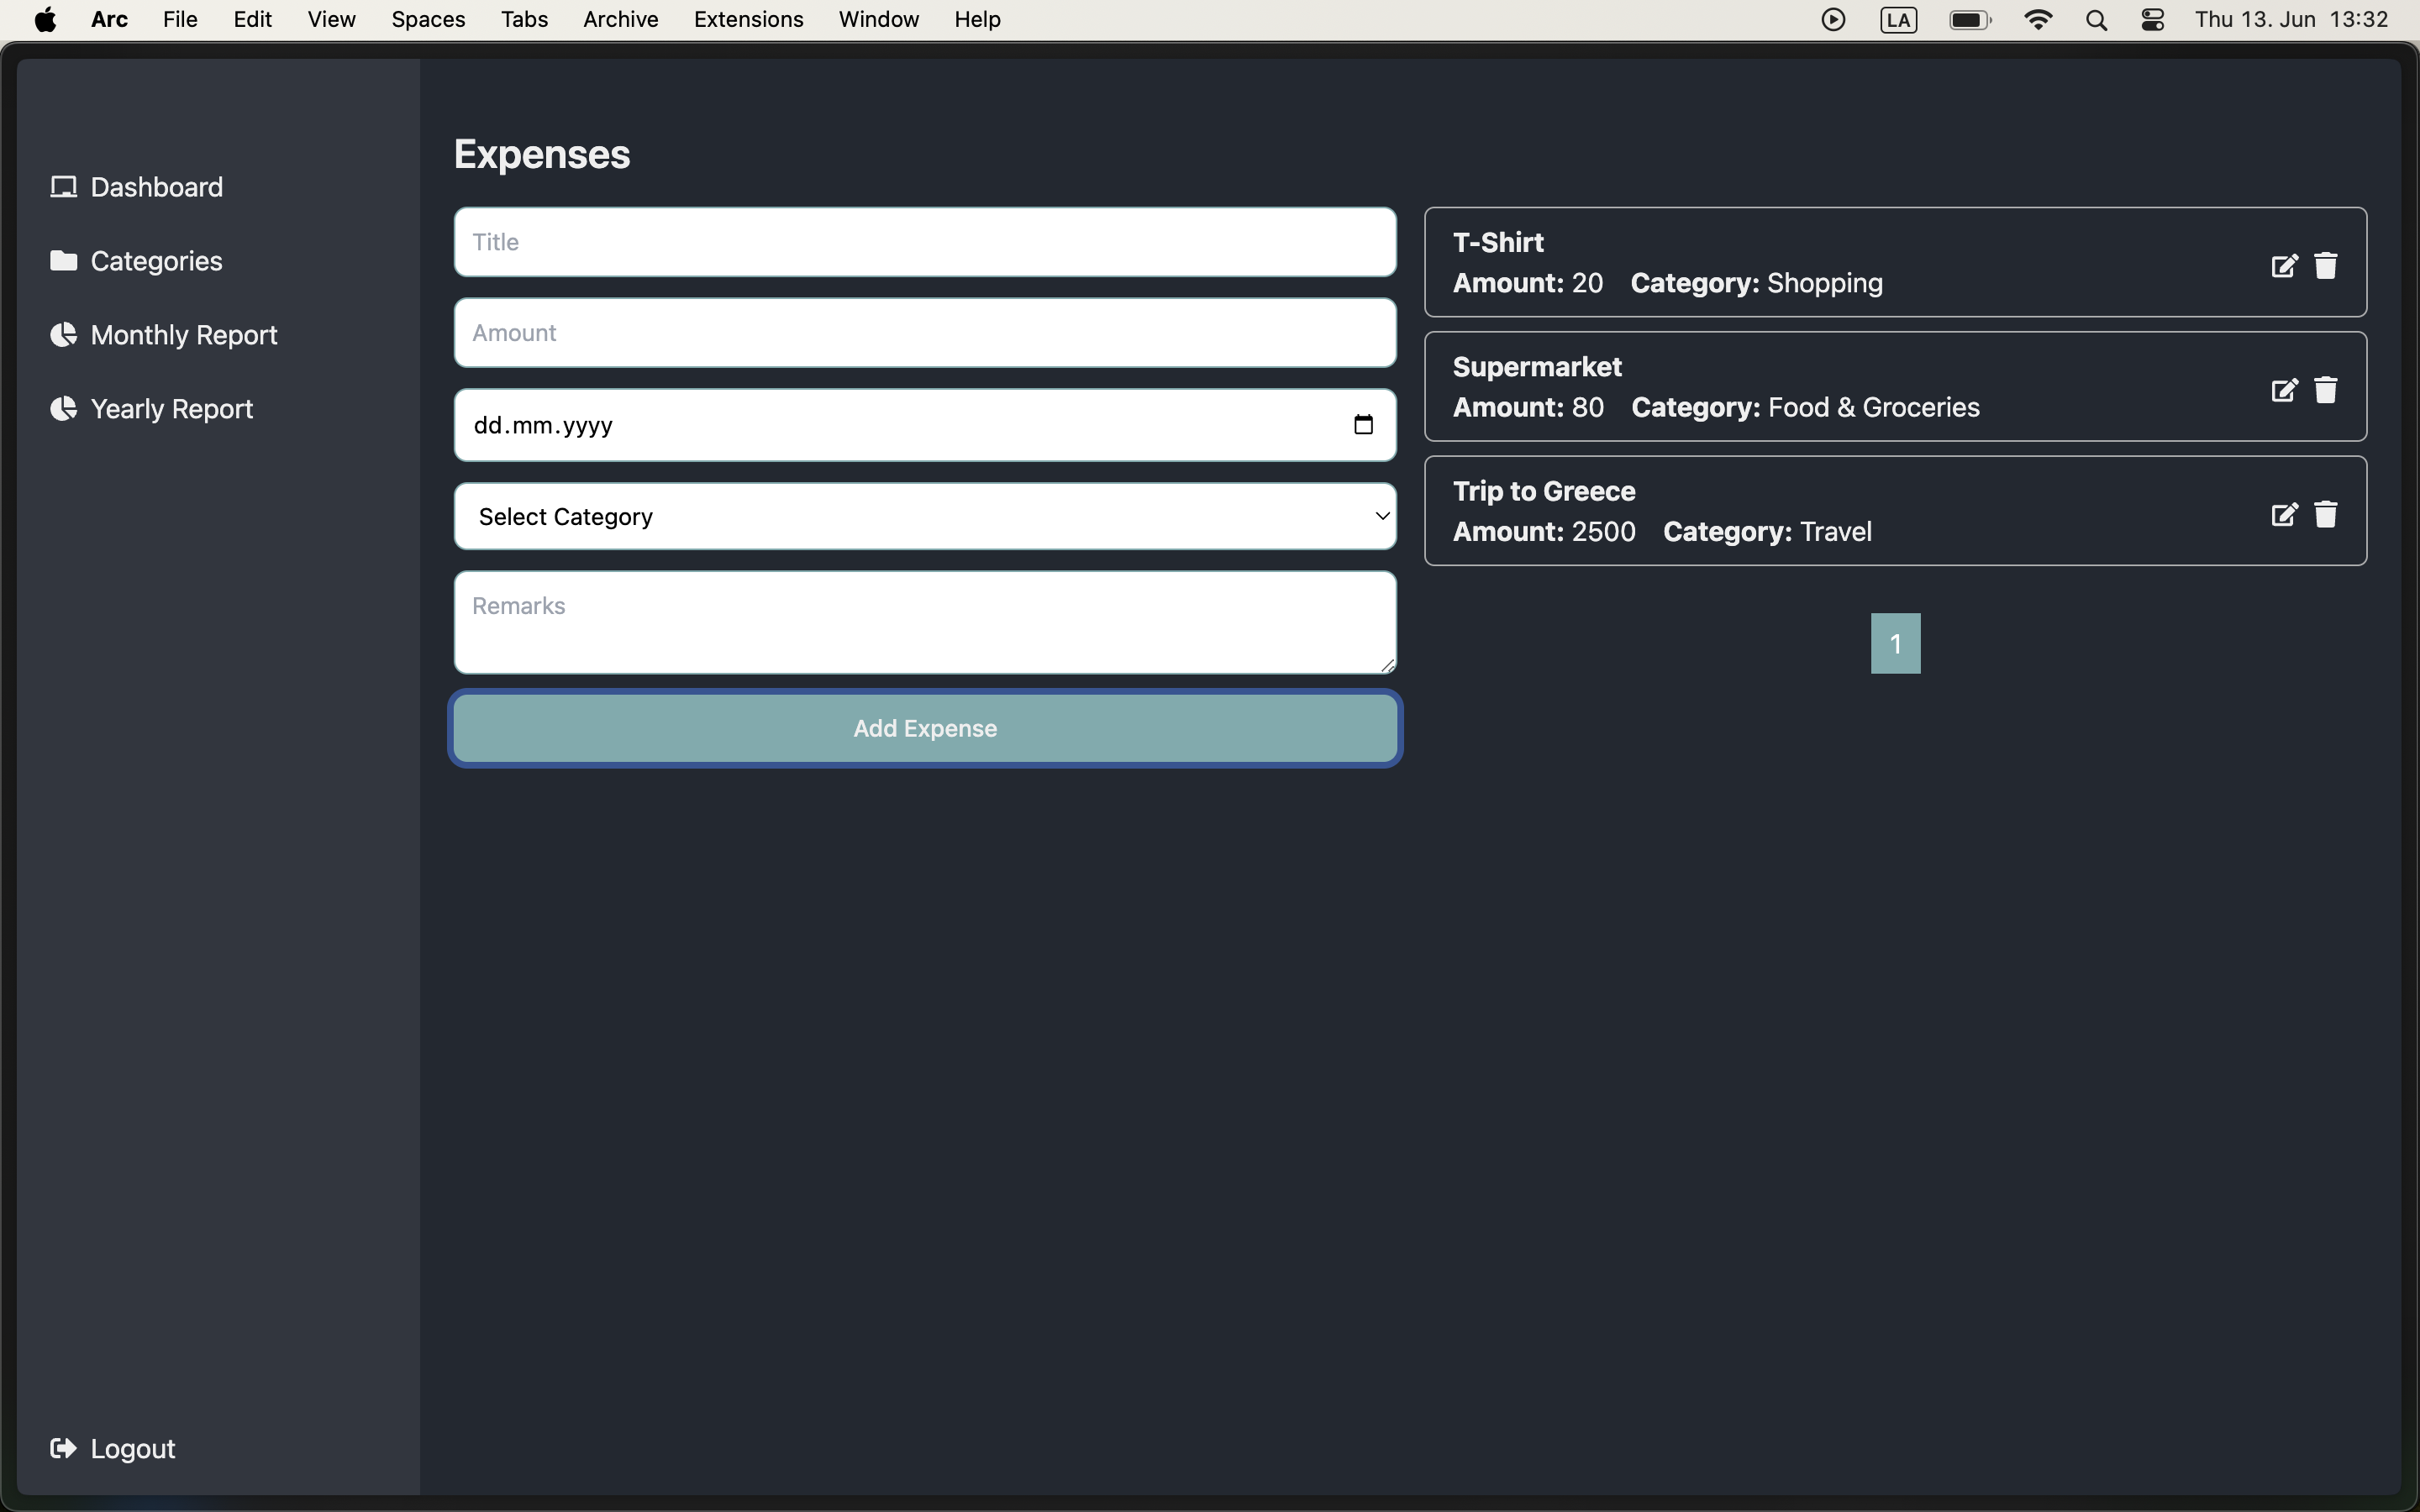 Arc File Edit View Spaces Tabs Archive Extensions Window Help LA Thu 13. Jun 13:32
Dashboard
Categories
Monthly Report
Yearly Report
Logout
Expenses
Title
Amount
dd.mm.yyyy
Select Category
Remarks
Add Expense
T-Shirt
Amount: 20 Category: Shopping
Supermarket
Amount: 80 Category: Food & Groceries
Trip to Greece
Amount: 2500 Category: Travel
1